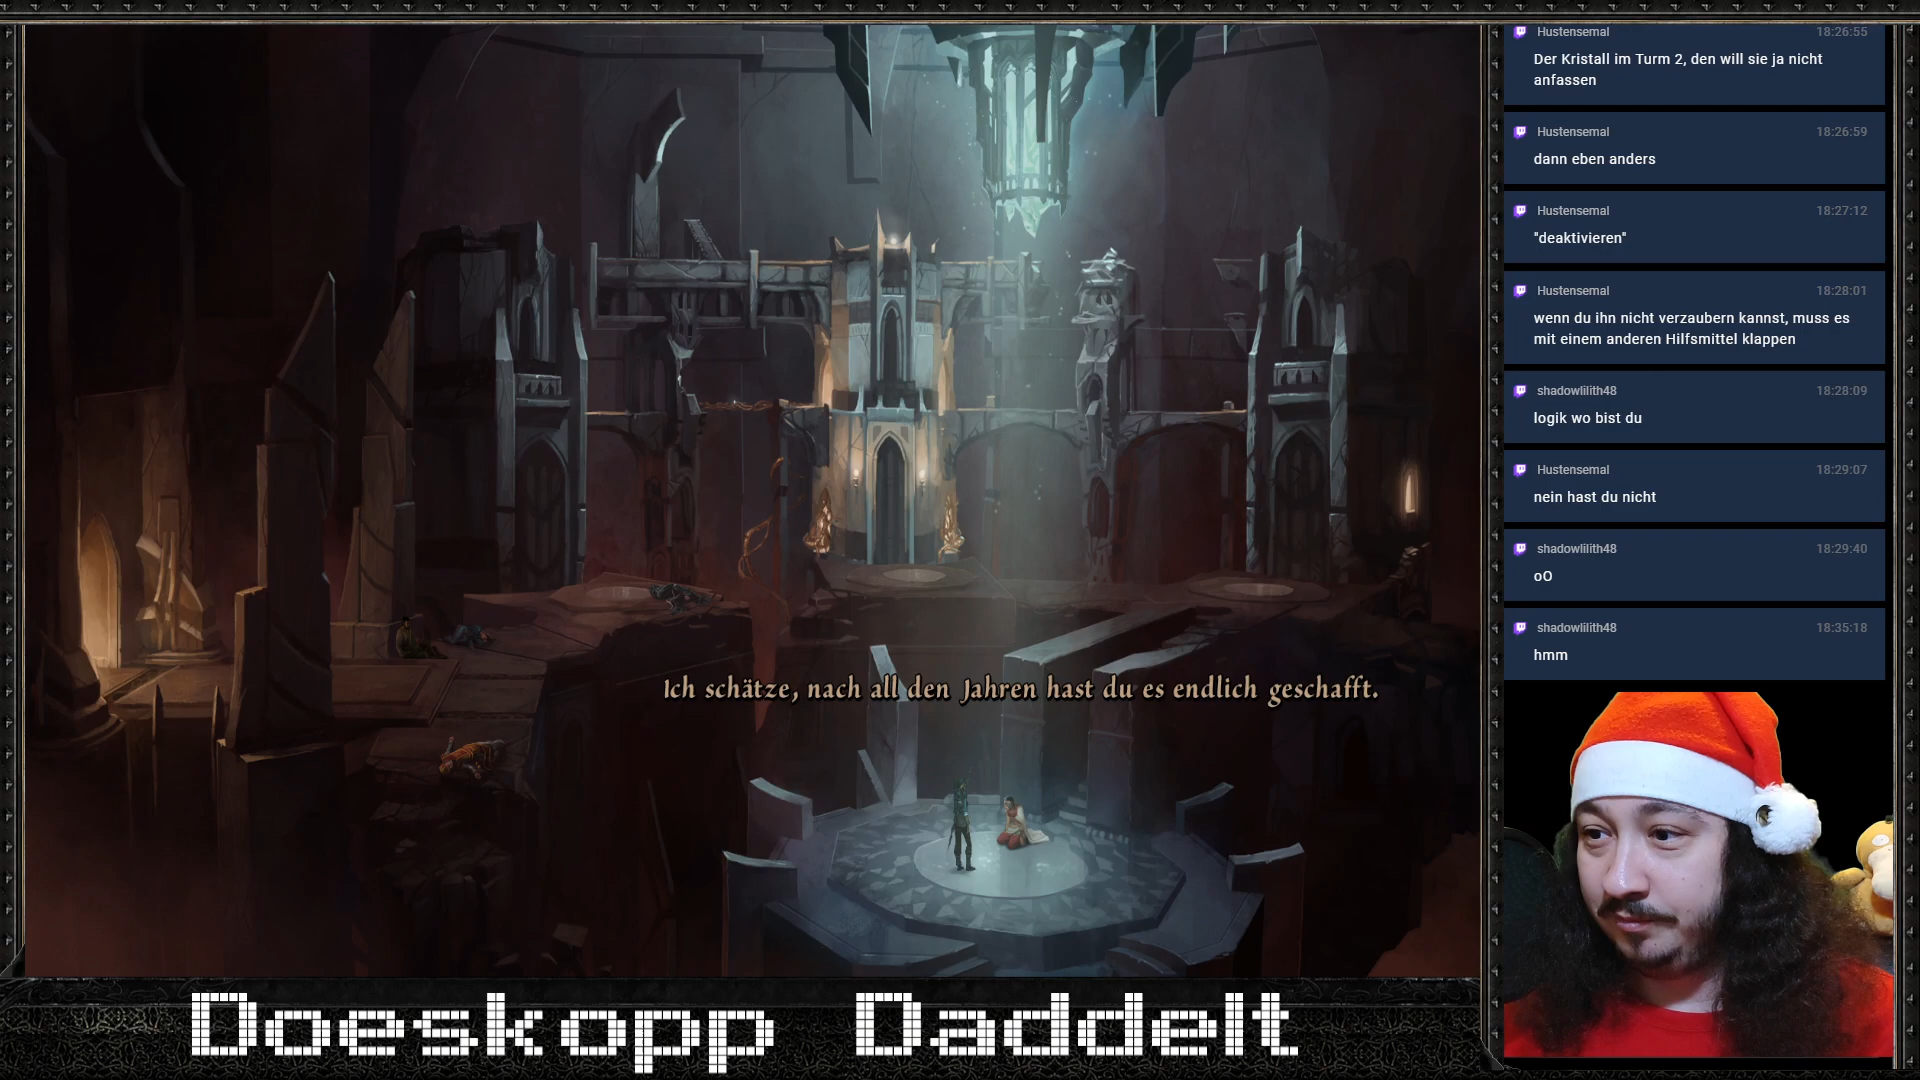 Hustensemal 18:26:55
Der Kristall im Turm 2, den will sie ja nicht
anfassen
Hustensemal 18:26:59
dann eben anders
Hustensemal 18:27:12
"deaktivieren"
Hustensemal 18:28:01
wenn du ihn nicht verzaubern kannst, muss es
mit einem anderen Hilfsmittel klappen
shadowlilith48 18:28:09
logik wo bist du
Hustensemal 18:29:07
nein hast du nicht
shadowlilith48 18:29:40
oO
shadowlilith48 18:35:18
hmm
Ich schätze, nach all den Jahren hast du es endlich geschafft.
Doeskopp Daddelt